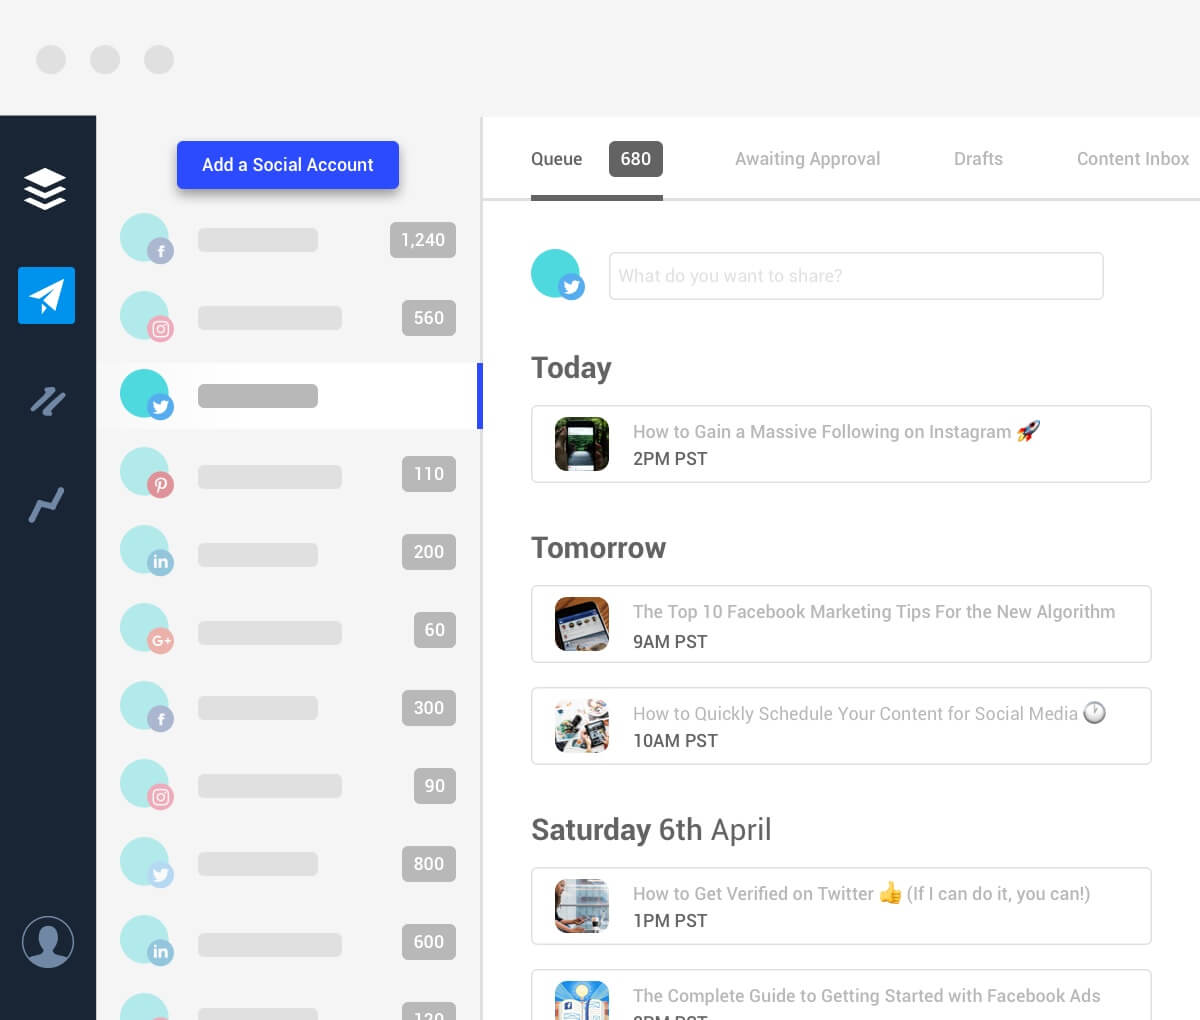 Add a Social Account
1,240
560
110
200
60
300
90
800
600
120
f
in
G+
f
in
Queue 680 Awaiting Approval Drafts Content Inbox
What do you want to share?
Today
How to Gain a Massive Following on Instagram 🚀
2PM PST
Tomorrow
The Top 10 Facebook Marketing Tips For the New Algorithm
9AM PST
How to Quickly Schedule Your Content for Social Media 🕐
10AM PST
Saturday 6th April
How to Get Verified on Twitter 👍 (If I can do it, you can!)
1PM PST
The Complete Guide to Getting Started with Facebook Ads
PST